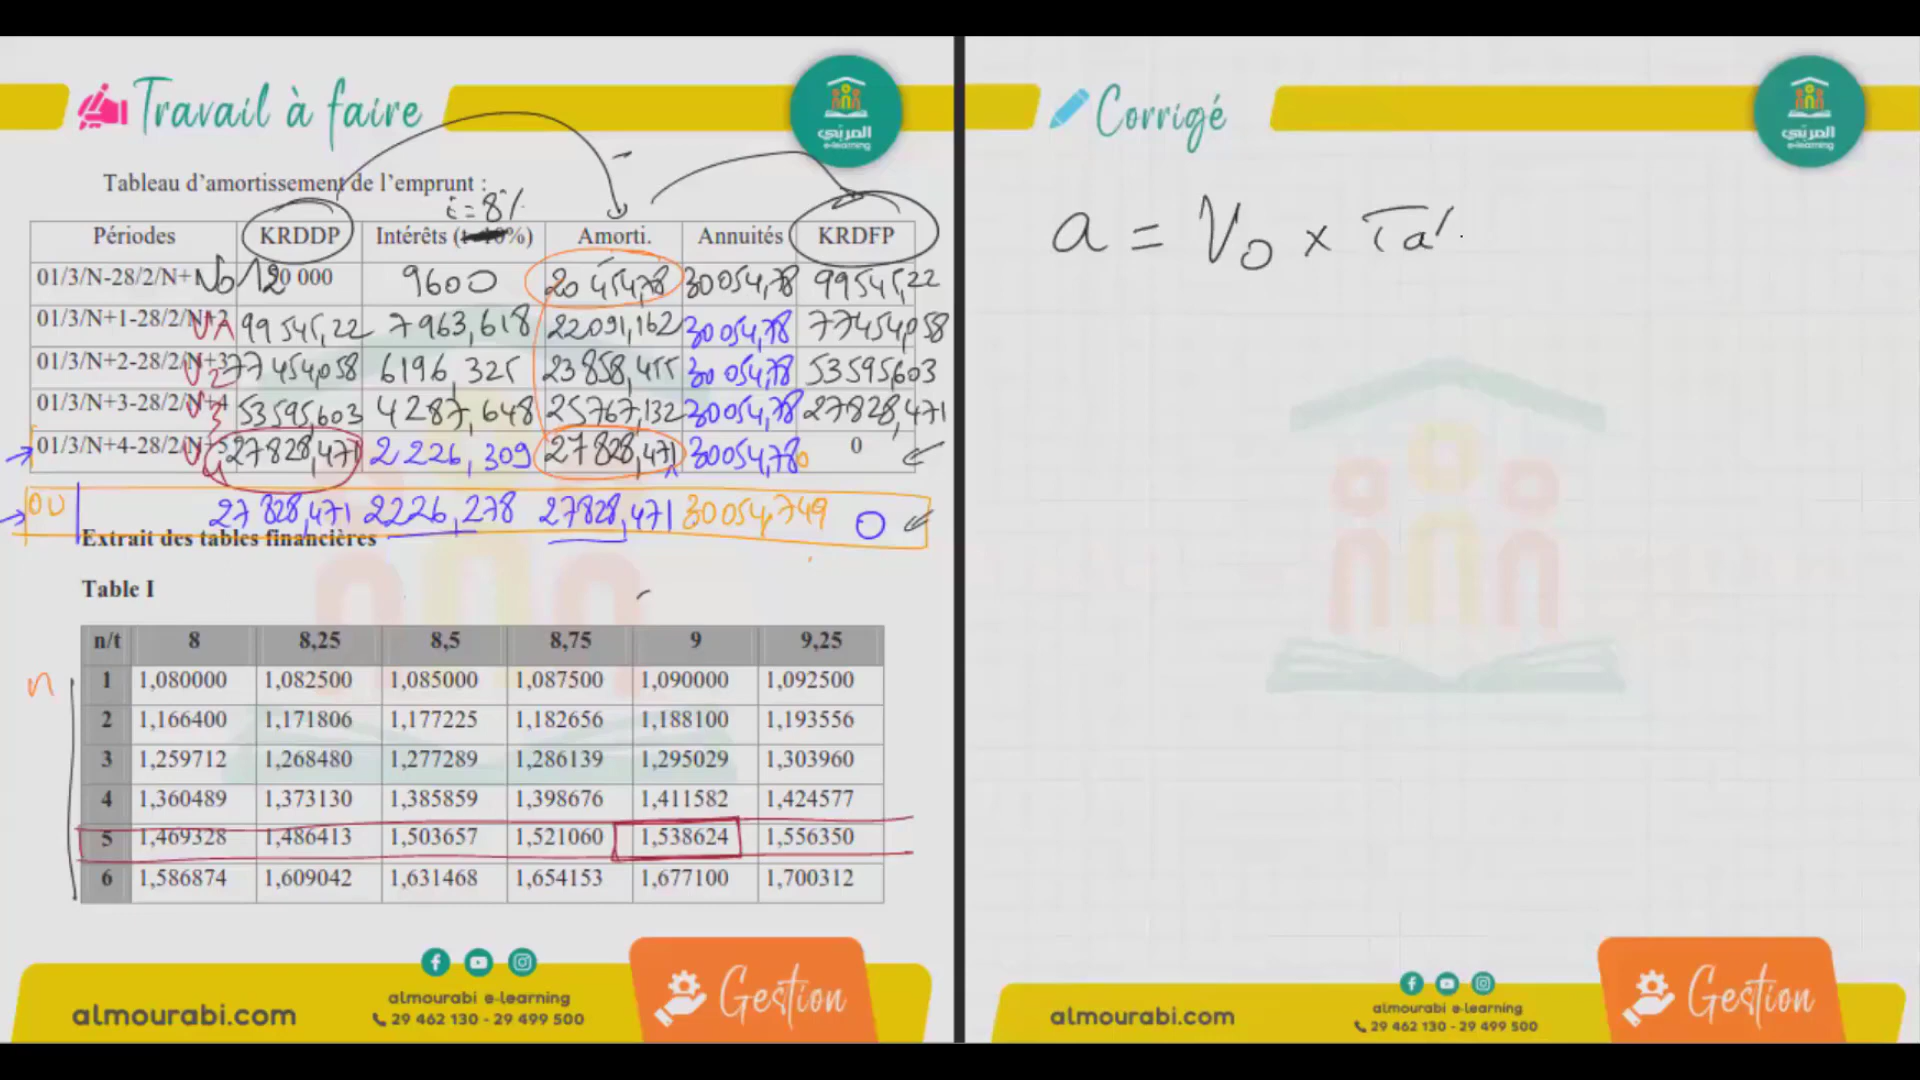 Travail à faire
المربي
e-learning
Tableau d'amortissement de l'emprunt :
i = 8%
Périodes KRDDP Intérêts ( %) Amorti. Annuités KRDFP
01/3/N-28/2/N+ V0 120 000 9600 20 454,78 30054,78 99545,22
01/3/N+1-28/2/N+2 V1 99 545,22 7963,618 22091,162 30054,78 77454,058
01/3/N+2-28/2/N+3 V2 77454,058 6196,325 23858,455 30 054,78 53595,603
01/3/N+3-28/2/N+4 V3 53595,603 4287,648 25767,132 30054,78 27828,471
01/3/N+4-28/2/N+5 V4 27828,471 2226,309 27828,471 30054,780 0
OU 27 828,471 2226,278 27828,471 30054,749 0
Extrait des tables financières
Table I
n
n/t 8 8,25 8,5 8,75 9 9,25
1 1,080000 1,082500 1,085000 1,087500 1,090000 1,092500
2 1,166400 1,171806 1,177225 1,182656 1,188100 1,193556
3 1,259712 1,268480 1,277289 1,286139 1,295029 1,303960
4 1,360489 1,373130 1,385859 1,398676 1,411582 1,424577
5 1,469328 1,486413 1,503657 1,521060 1,538624 1,556350
6 1,586874 1,609042 1,631468 1,654153 1,677100 1,700312
almourabi.com
almourabi e-learning
29 462 130 - 29 499 500
Gestion
Corrigé
المربي
e-learning
a = V0 x Ta
almourabi.com
almourabi e-learning
29 462 130 - 29 499 500
Gestion